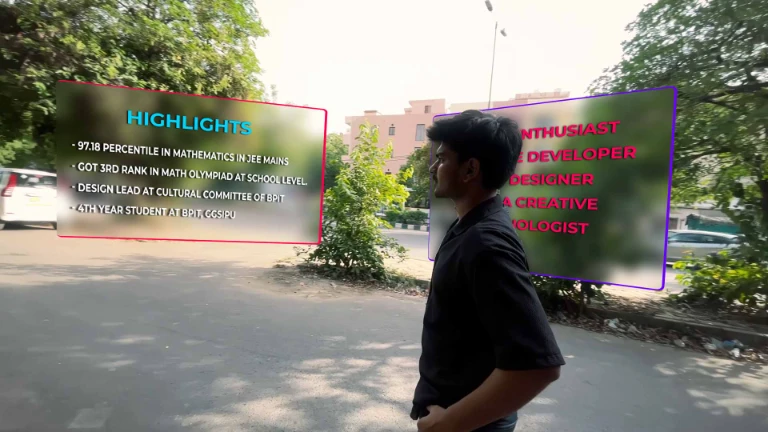 HIGHLIGHTS
- 97.18 PERCENTILE IN MATHEMATICS IN JEE MAINS
- GOT 3RD RANK IN MATH OLYMPIAD AT SCHOOL LEVEL.
- DESIGN LEAD AT CULTURAL COMMITTEE OF BPIT
- 4TH YEAR STUDENT AT BPIT, GGSIPU
DEVELOPER
DESIGNER
A CREATIVE